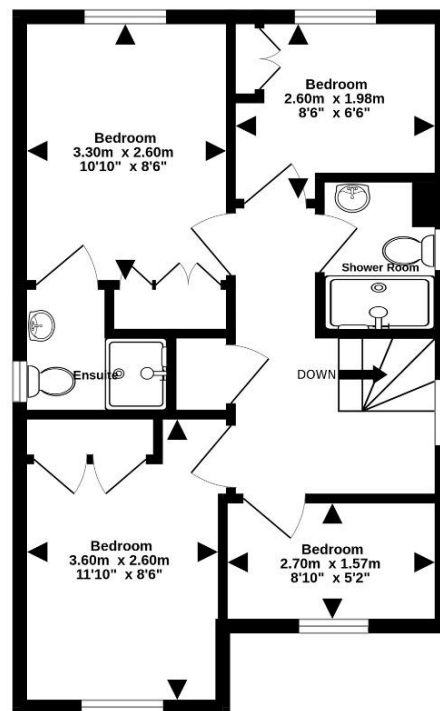 Bedroom
3.30m x 2.60m
10'10" x 8'6"
Bedroom
2.60m x 1.98m
8'6" x 6'6"
Shower Room
Ensuite
DOWN
Bedroom
3.60m x 2.60m
11'10" x 8'6"
Bedroom
2.70m x 1.57m
8'10" x 5'2"